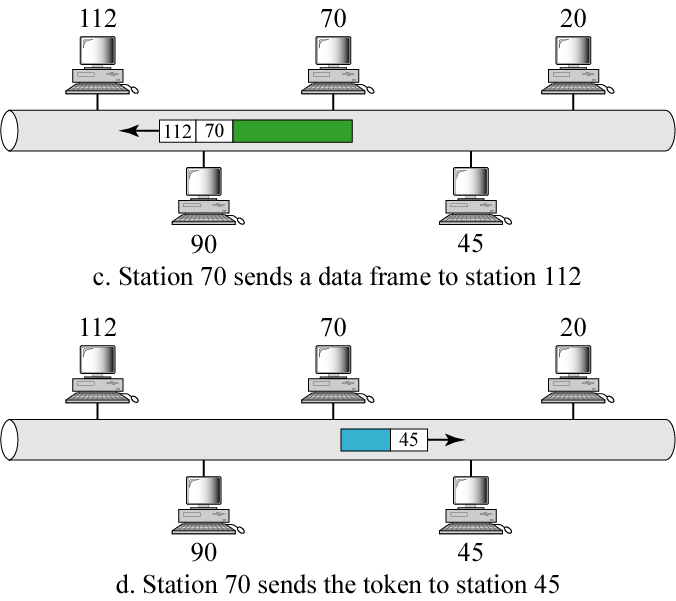 112 70 20
112 70
90 45
c. Station 70 sends a data frame to station 112
112 70 20
45
90 45
d. Station 70 sends the token to station 45